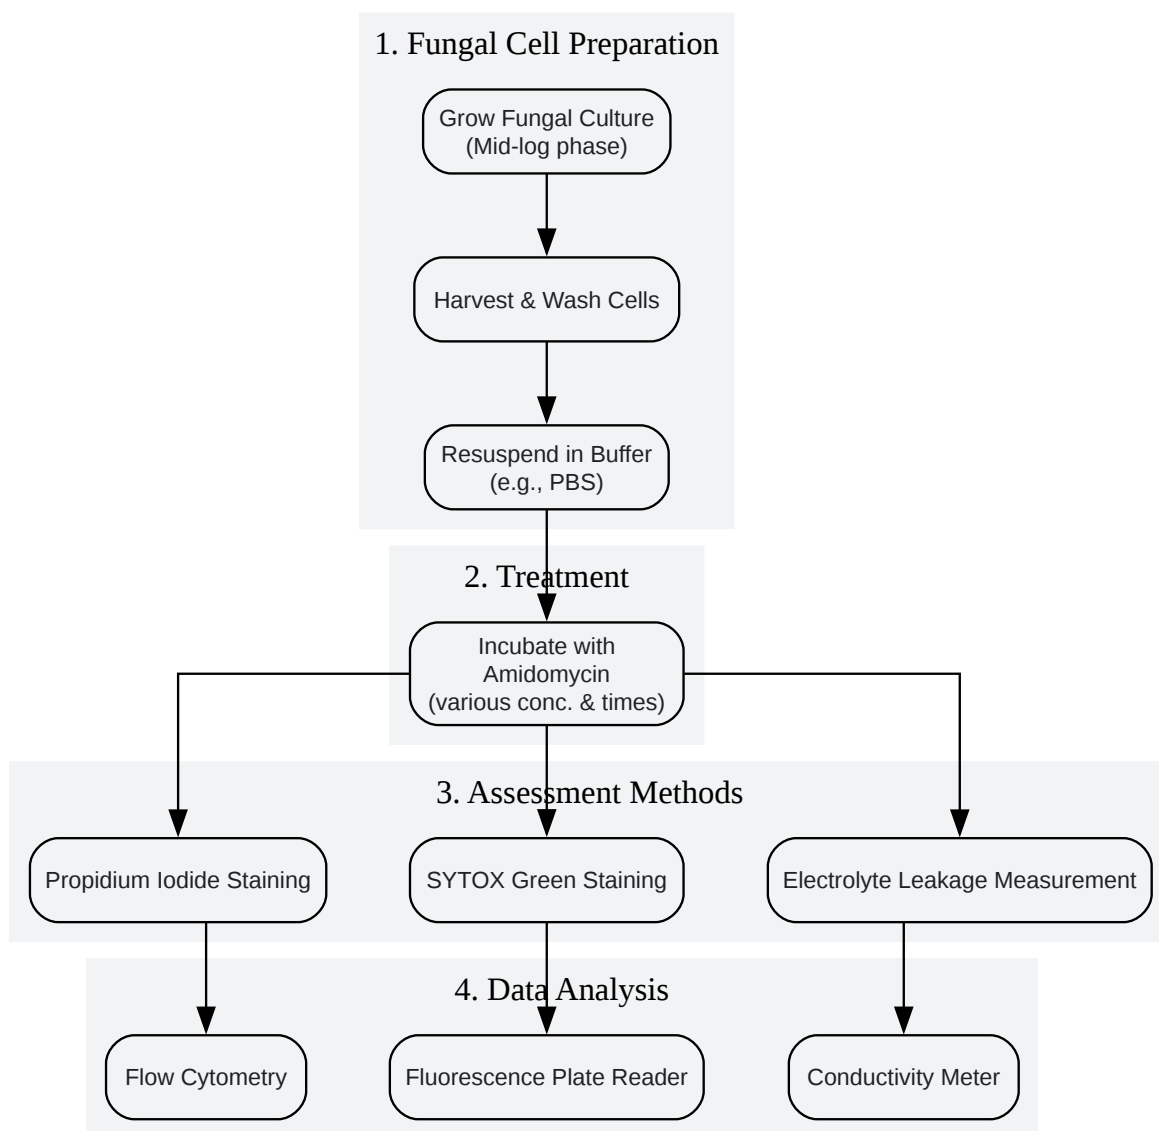 1. Fungal Cell Preparation
Grow Fungal Culture
(Mid-log phase)
Harvest & Wash Cells
Resuspend in Buffer
(e.g., PBS)
2. Treatment
Incubate with
Amidomycin
(various conc. & times)
3. Assessment Methods
Propidium Iodide Staining
SYTOX Green Staining
Electrolyte Leakage Measurement
4. Data Analysis
Flow Cytometry
Fluorescence Plate Reader
Conductivity Meter